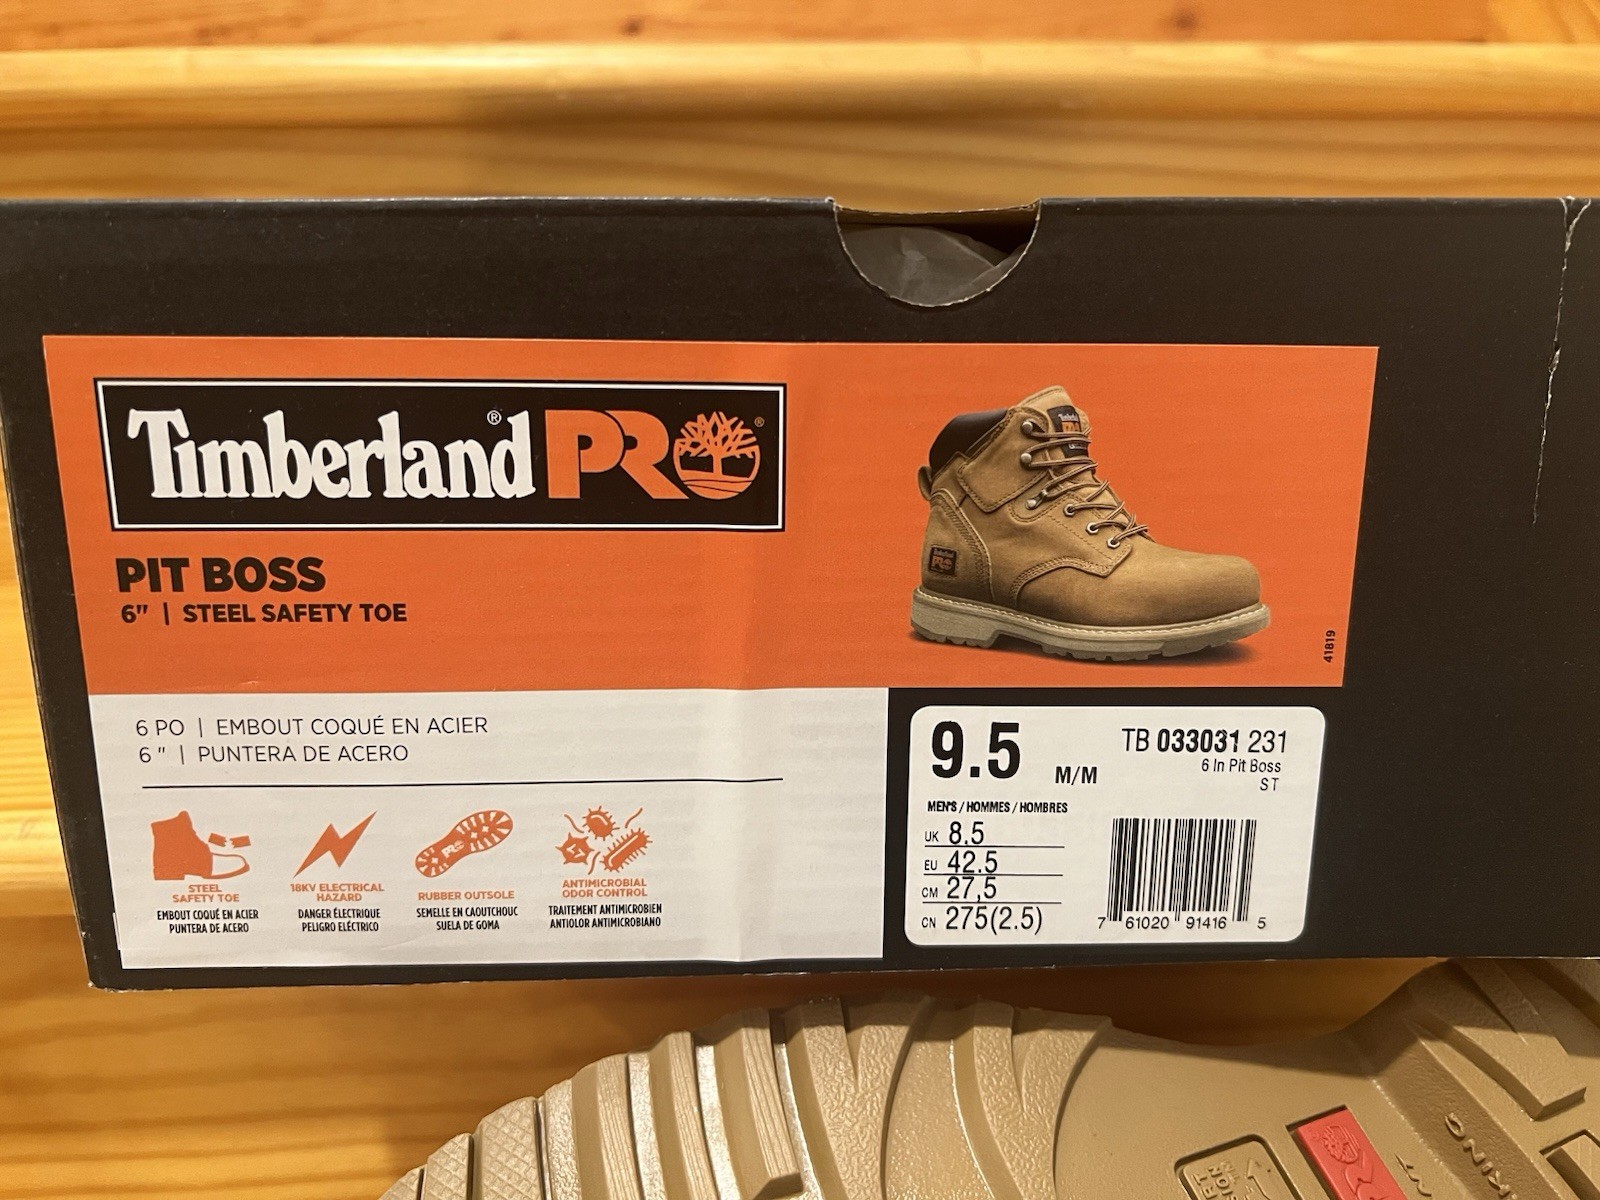 Timberland® PRO®
PIT BOSS
6" | STEEL SAFETY TOE
41819
6 PO | EMBOUT COQUÉ EN ACIER
6 " | PUNTERA DE ACERO
STEEL
SAFETY TOE
EMBOUT COQUÉ EN ACIER
PUNTERA DE ACERO
18KV ELECTRICAL
HAZARD
DANGER ÉLECTRIQUE
PELIGRO ELÉCTRICO
RUBBER OUTSOLE
SEMELLE EN CAOUTCHOUC
SUELA DE GOMA
ANTIMICROBIAL
ODOR CONTROL
TRAITEMENT ANTIMICROBIEN
ANTIOLOR ANTIMICROBIANO
9.5 M/M
TB 033031 231
6 In Pit Boss
ST
MEN'S / HOMMES / HOMBRES
UK 8.5
EU 42.5
CM 27,5
CN 275(2.5)
7 61020 91416 5